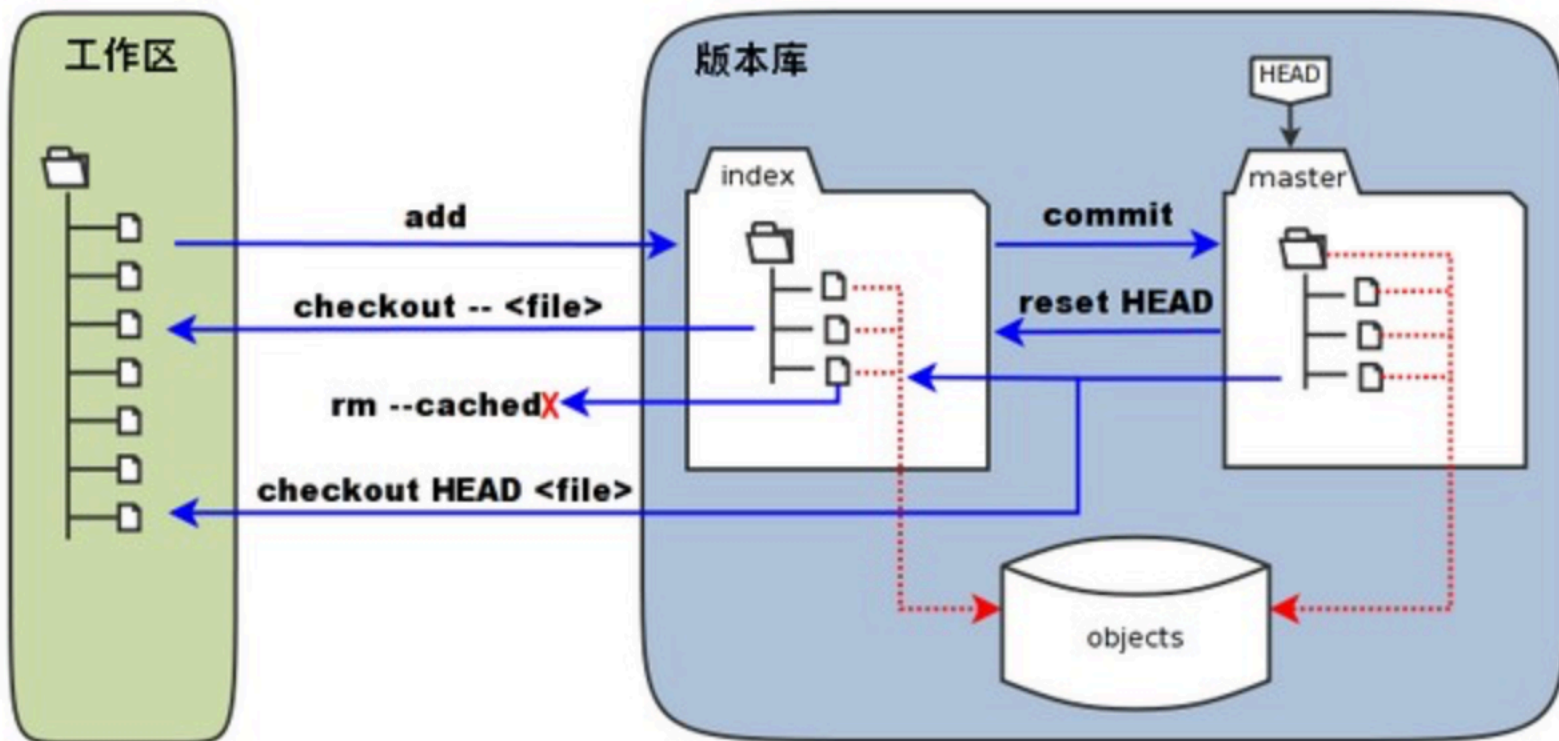 工作区
版本库
HEAD
index
master
add
commit
checkout -- <file>
reset HEAD
rm --cachedX
checkout HEAD <file>
objects